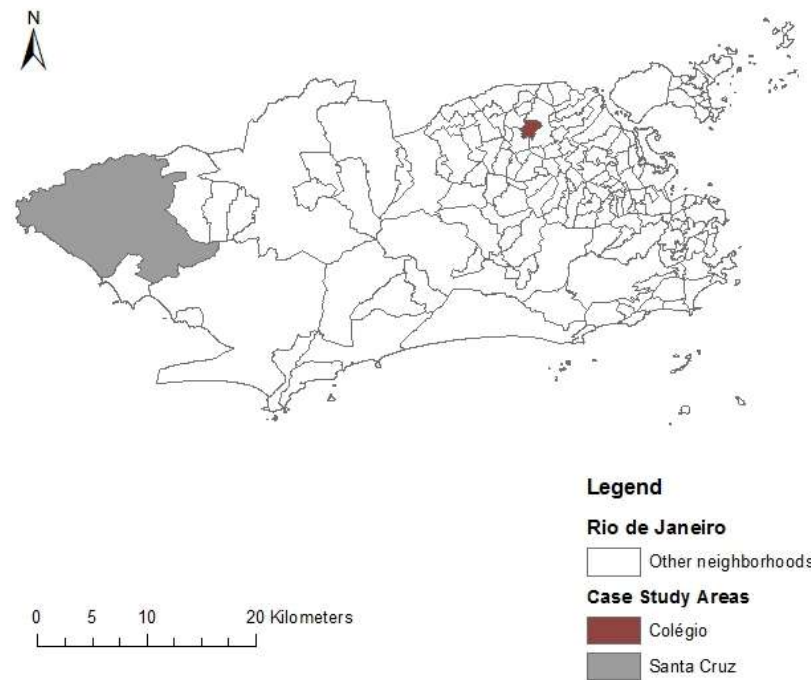 N
Legend
Rio de Janeiro
Other neighborhoods
Case Study Areas
Colégio
Santa Cruz
0 5 10 20 Kilometers